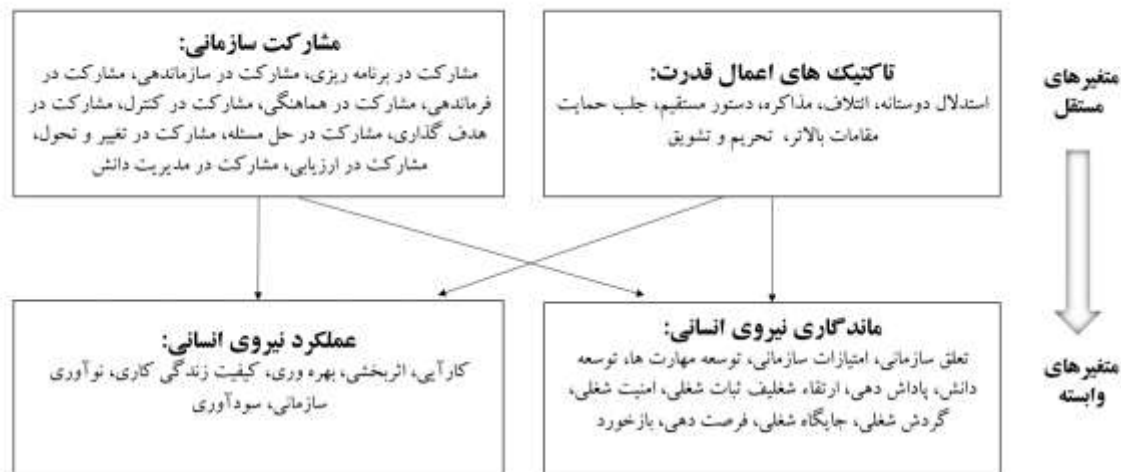 متغیرهای
مستقل
تاکتیک های اعمال قدرت:
استدلال دوستانه، ائتلاف، مذاکره، دستور مستقیم، جلب حمایت
مقامات بالاتر، تحریم و تشویق
مشارکت سازمانی:
مشارکت در برنامه ریزی، مشارکت در سازماندهی، مشارکت در
فرماندهی، مشارکت در هماهنگی، مشارکت در کنترل، مشارکت در
هدف گذاری، مشارکت در حل مسئله، مشارکت در تغییر و تحول،
مشارکت در ارزیابی، مشارکت در مدیریت دانش
متغیرهای
وابسته
ماندگاری نیروی انسانی:
تعلق سازمانی، امتیازات سازمانی، توسعه مهارت ها، توسعه
دانش، پاداش دهی، ارتقاء شغلیف ثبات شغلی، امنیت شغلی،
گردش شغلی، جایگاه شغلی، فرصت دهی، بازخورد
عملکرد نیروی انسانی:
کارآیی، اثربخشی، بهره وری، کیفیت زندگی کاری، نوآوری
سازمانی، سودآوری